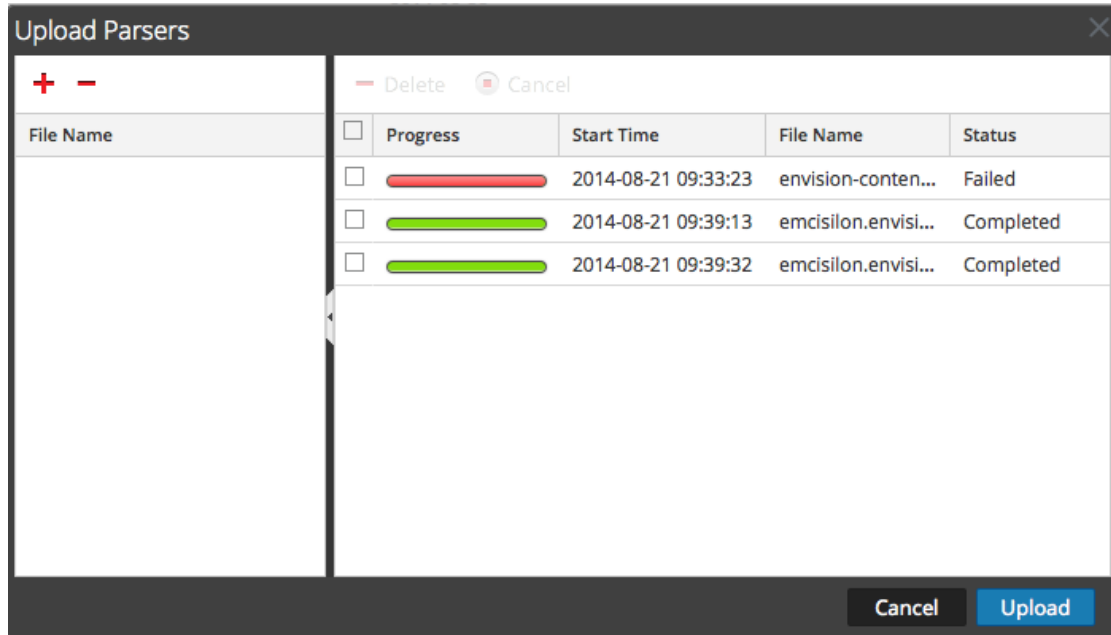 Upload Parsers
Delete Cancel
File Name
Progress Start Time File Name Status
2014-08-21 09:33:23 envision-conten... Failed
2014-08-21 09:39:13 emcisilon.envisi... Completed
2014-08-21 09:39:32 emcisilon.envisi... Completed
Cancel Upload